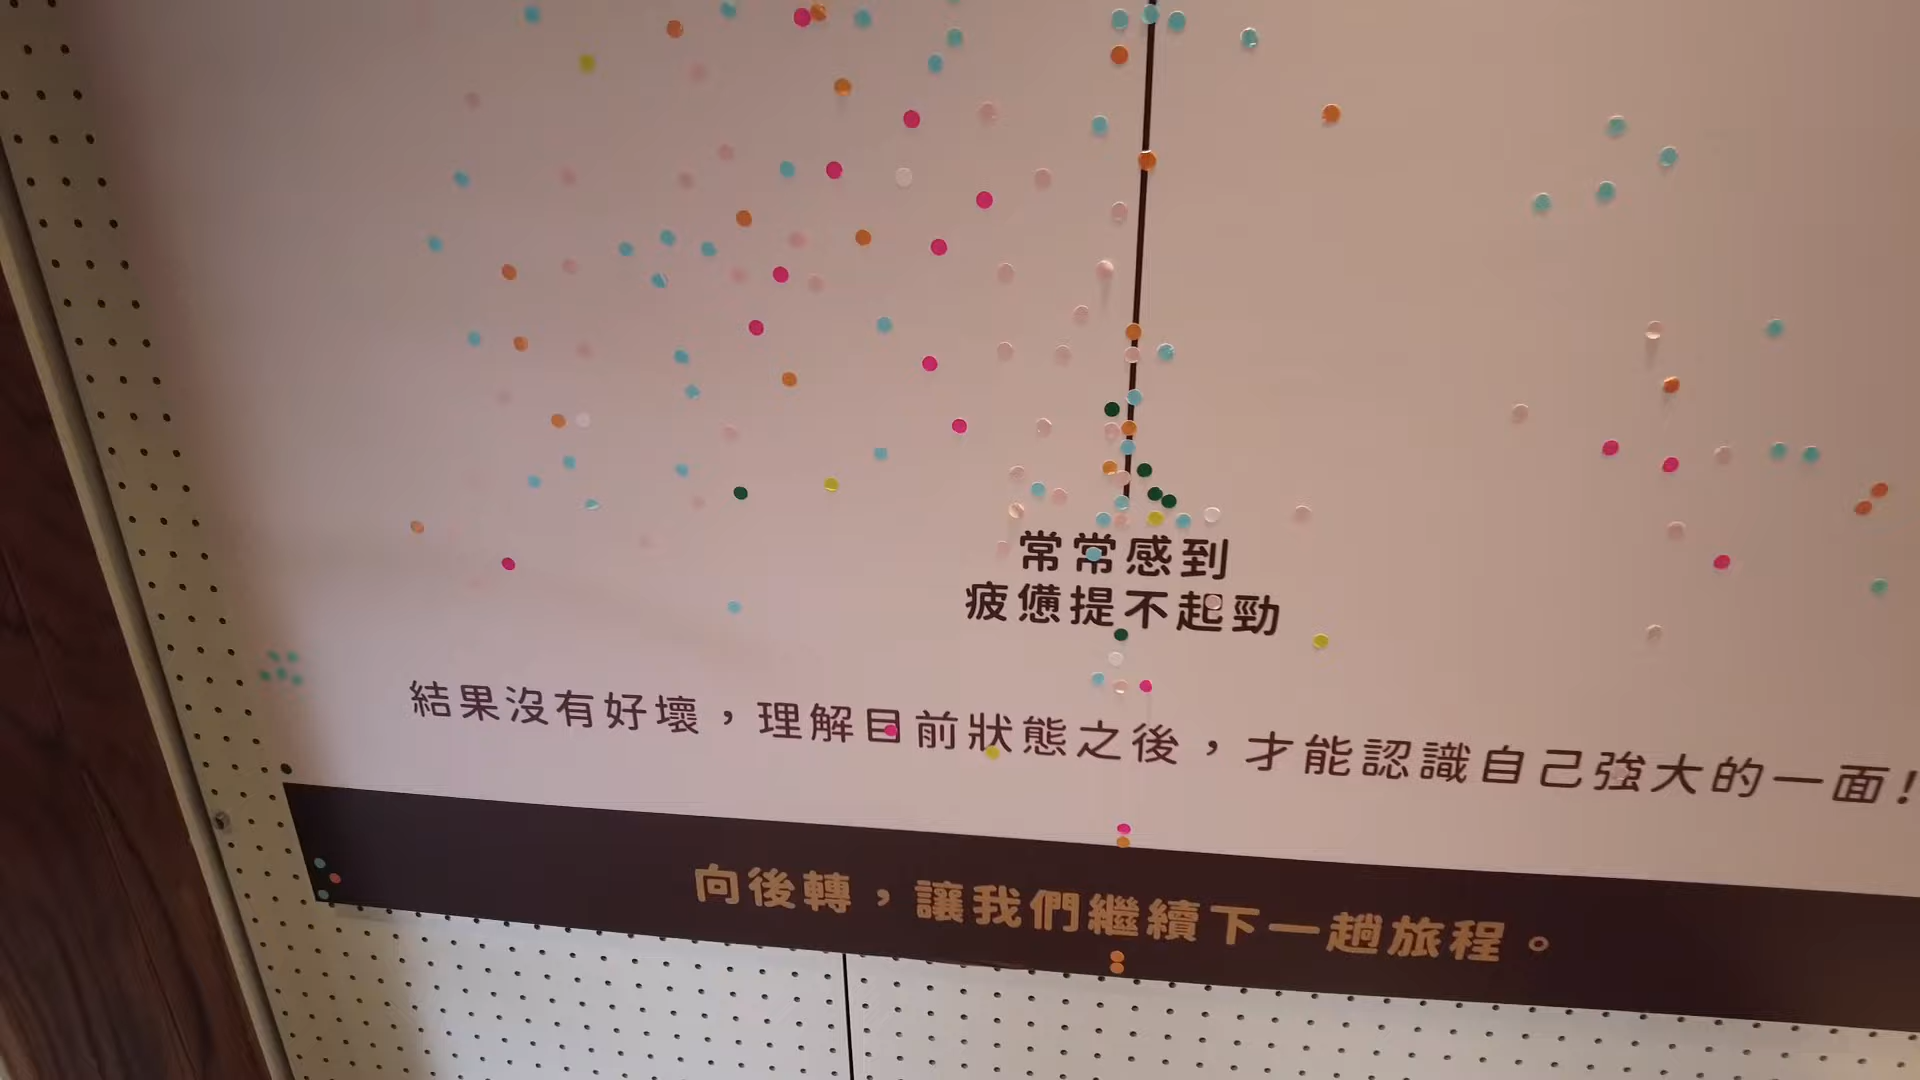 常常感到
疲憊提不起勁
結果沒有好壞，理解目前狀態之後，才能認識自己強大的一面！
向後轉，讓我們繼續下一趟旅程。